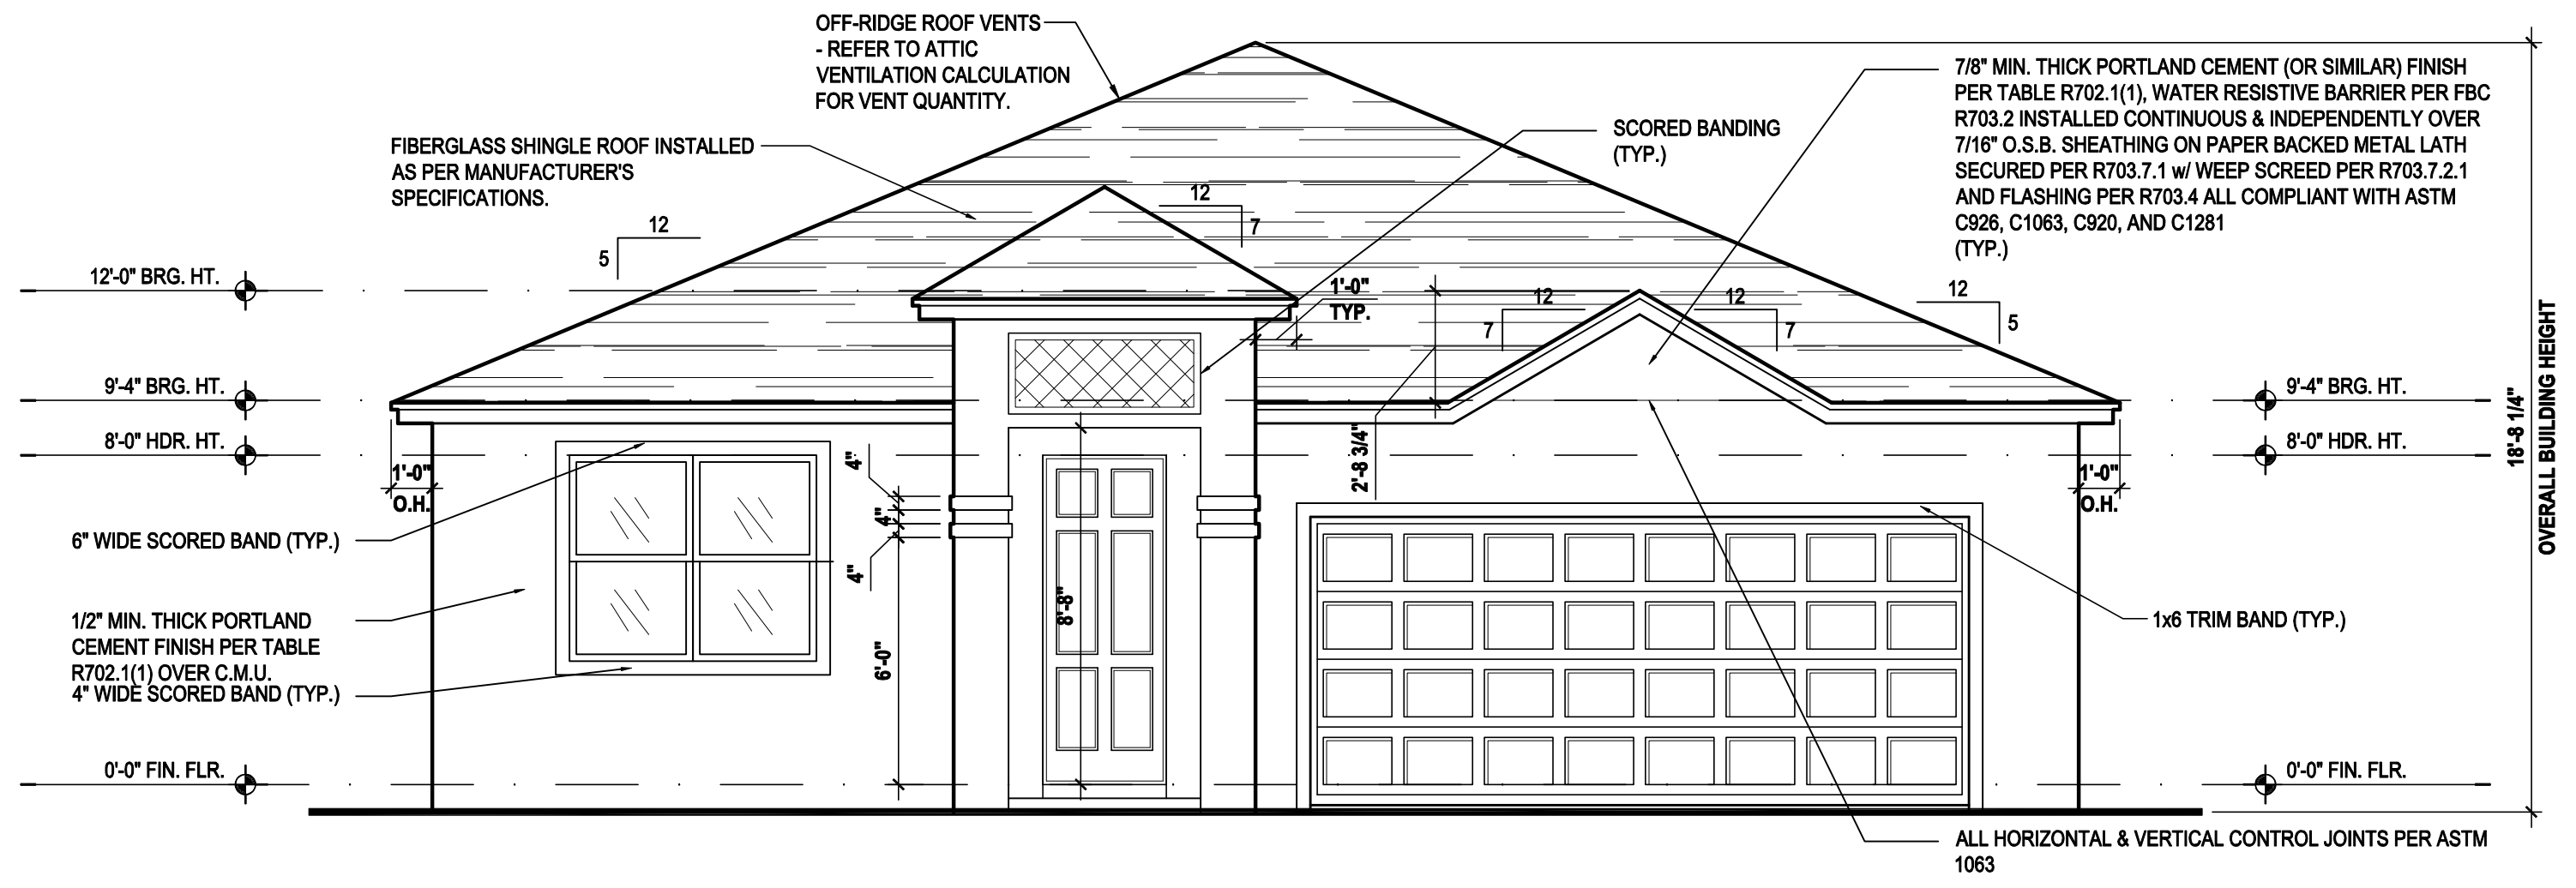 OFF-RIDGE ROOF VENTS
- REFER TO ATTIC
VENTILATION CALCULATION
FOR VENT QUANTITY.
7/8" MIN. THICK PORTLAND CEMENT (OR SIMILAR) FINISH
PER TABLE R702.1(1), WATER RESISTIVE BARRIER PER FBC
R703.2 INSTALLED CONTINUOUS & INDEPENDENTLY OVER
7/16" O.S.B. SHEATHING ON PAPER BACKED METAL LATH
SECURED PER R703.7.1 w/ WEEP SCREED PER R703.7.2.1
AND FLASHING PER R703.4 ALL COMPLIANT WITH ASTM
C926, C1063, C920, AND C1281
(TYP.)
SCORED BANDING
(TYP.)
FIBERGLASS SHINGLE ROOF INSTALLED
AS PER MANUFACTURER'S
SPECIFICATIONS.
12
5
12
7
12'-0" BRG. HT.
1'-0"
TYP.
12
7
12
7
12
5
9'-4" BRG. HT.
9'-4" BRG. HT.
8'-0" HDR. HT.
8'-0" HDR. HT.
1'-0"
O.H.
4"
4"
4"
2'-8 3/4"
1'-0"
O.H.
18'-8 1/4"
OVERALL BUILDING HEIGHT
6" WIDE SCORED BAND (TYP.)
1/2" MIN. THICK PORTLAND
CEMENT FINISH PER TABLE
R702.1(1) OVER C.M.U.
4" WIDE SCORED BAND (TYP.)
6'-0"
8'-8"
1x6 TRIM BAND (TYP.)
0'-0" FIN. FLR.
0'-0" FIN. FLR.
ALL HORIZONTAL & VERTICAL CONTROL JOINTS PER ASTM
1063